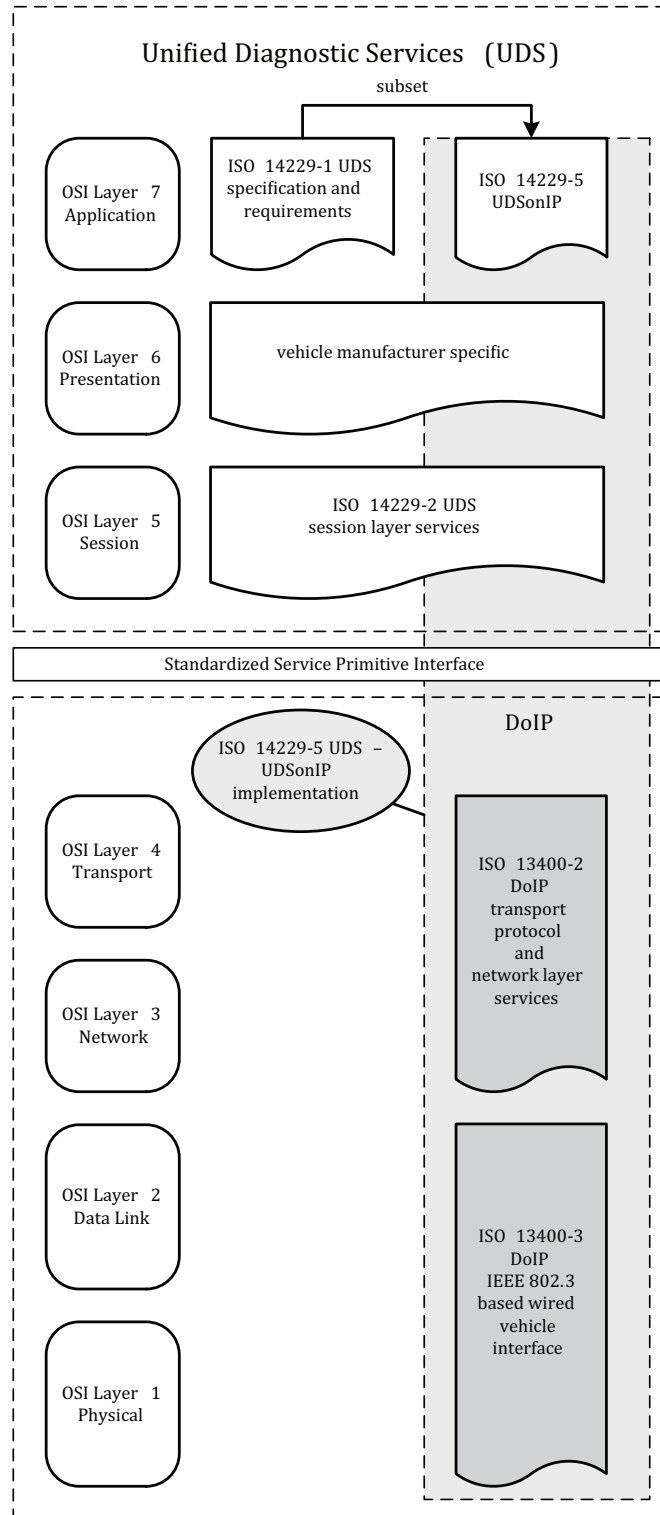 Unified Diagnostic Services (UDS)
subset
OSI Layer 7
Application
ISO 14229-1 UDS
specification and
requirements
ISO 14229-5
UDSonIP
OSI Layer 6
Presentation
vehicle manufacturer specific
OSI Layer 5
Session
ISO 14229-2 UDS
session layer services
Standardized Service Primitive Interface
ISO 14229-5 UDS –
UDSonIP
implementation
DoIP
OSI Layer 4
Transport
ISO 13400-2
DoIP
transport
protocol
and
network layer
services
OSI Layer 3
Network
OSI Layer 2
Data Link
ISO 13400-3
DoIP
IEEE 802.3
based wired
vehicle
interface
OSI Layer 1
Physical